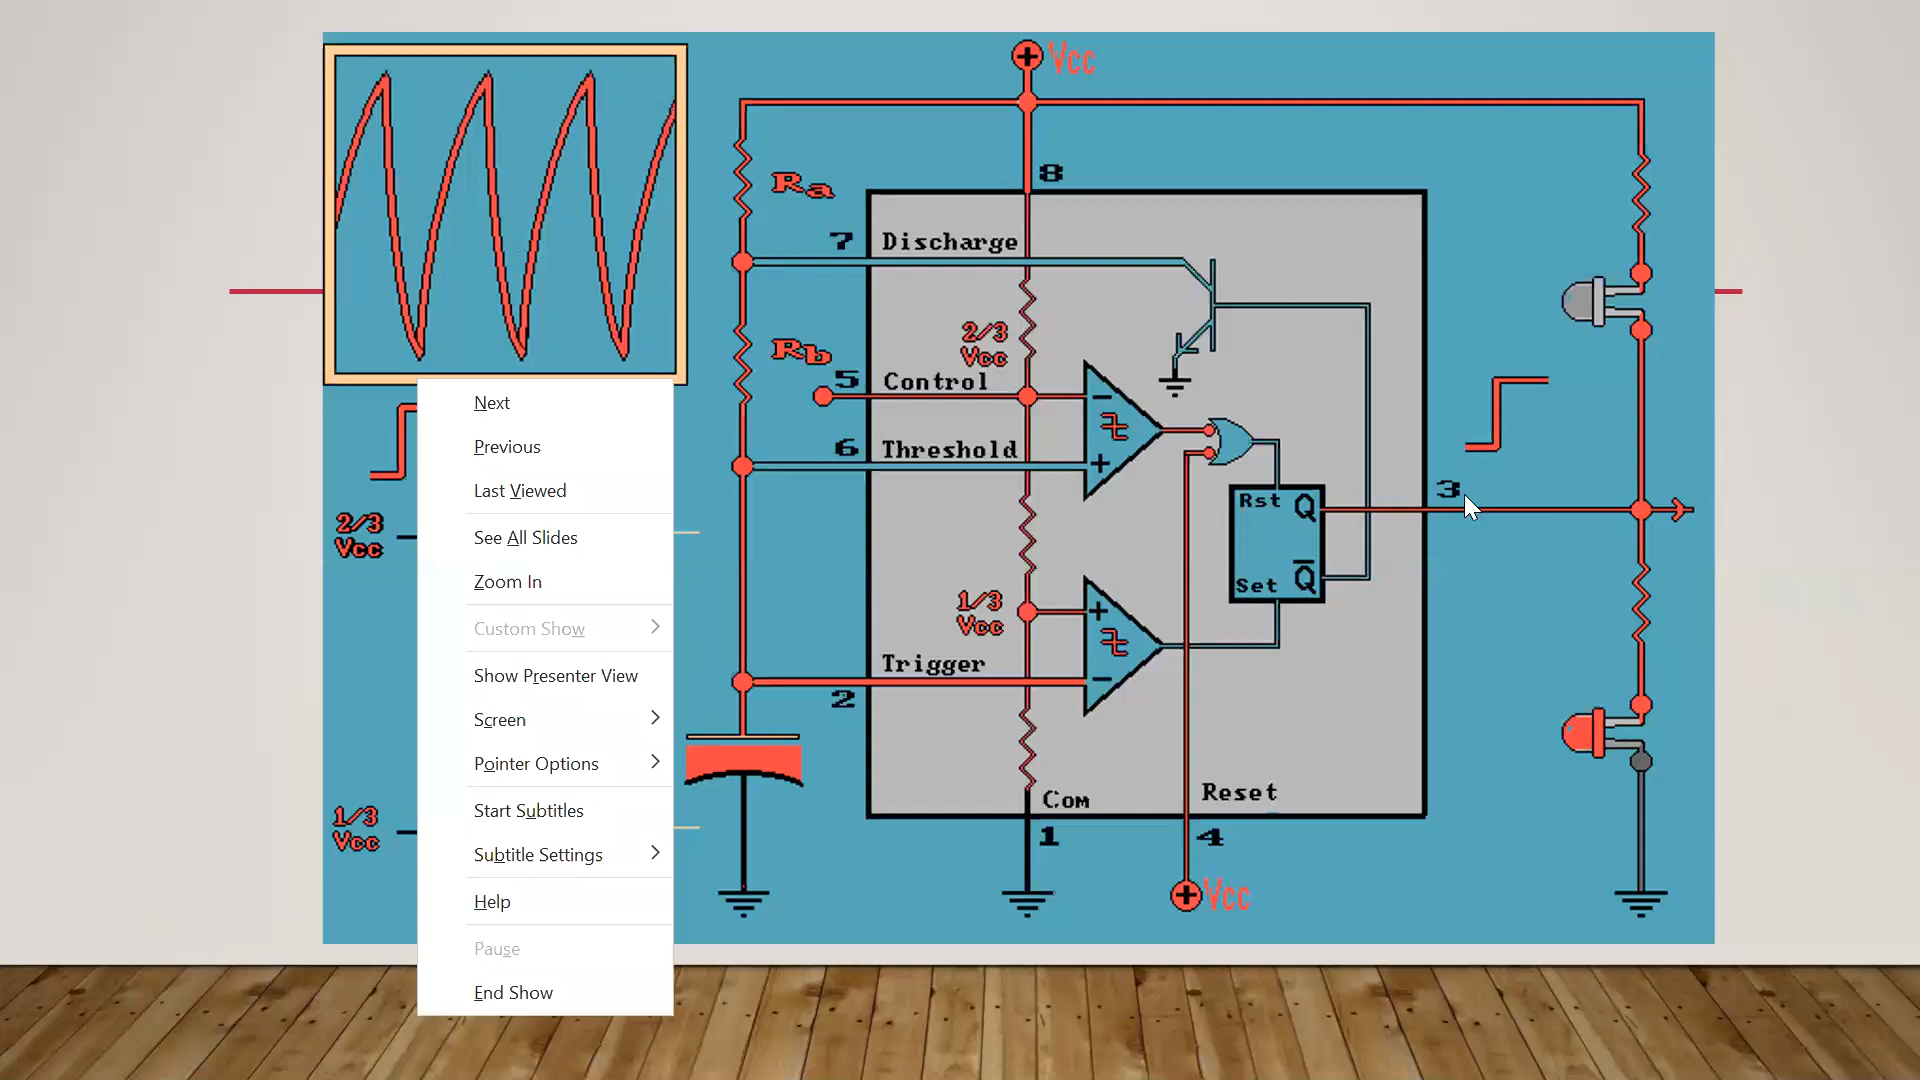 Vcc
8
Ra
7
Discharge
2/3
Vcc
Rb
5
Control
6
Threshold
Rst Q
Set Q̅
3
1/3
Vcc
Trigger
2
Com
Reset
1
4
Vcc
2/3
Vcc
1/3
Vcc
Next
Previous
Last Viewed
See All Slides
Zoom In
Custom Show
Show Presenter View
Screen
Pointer Options
Start Subtitles
Subtitle Settings
Help
Pause
End Show